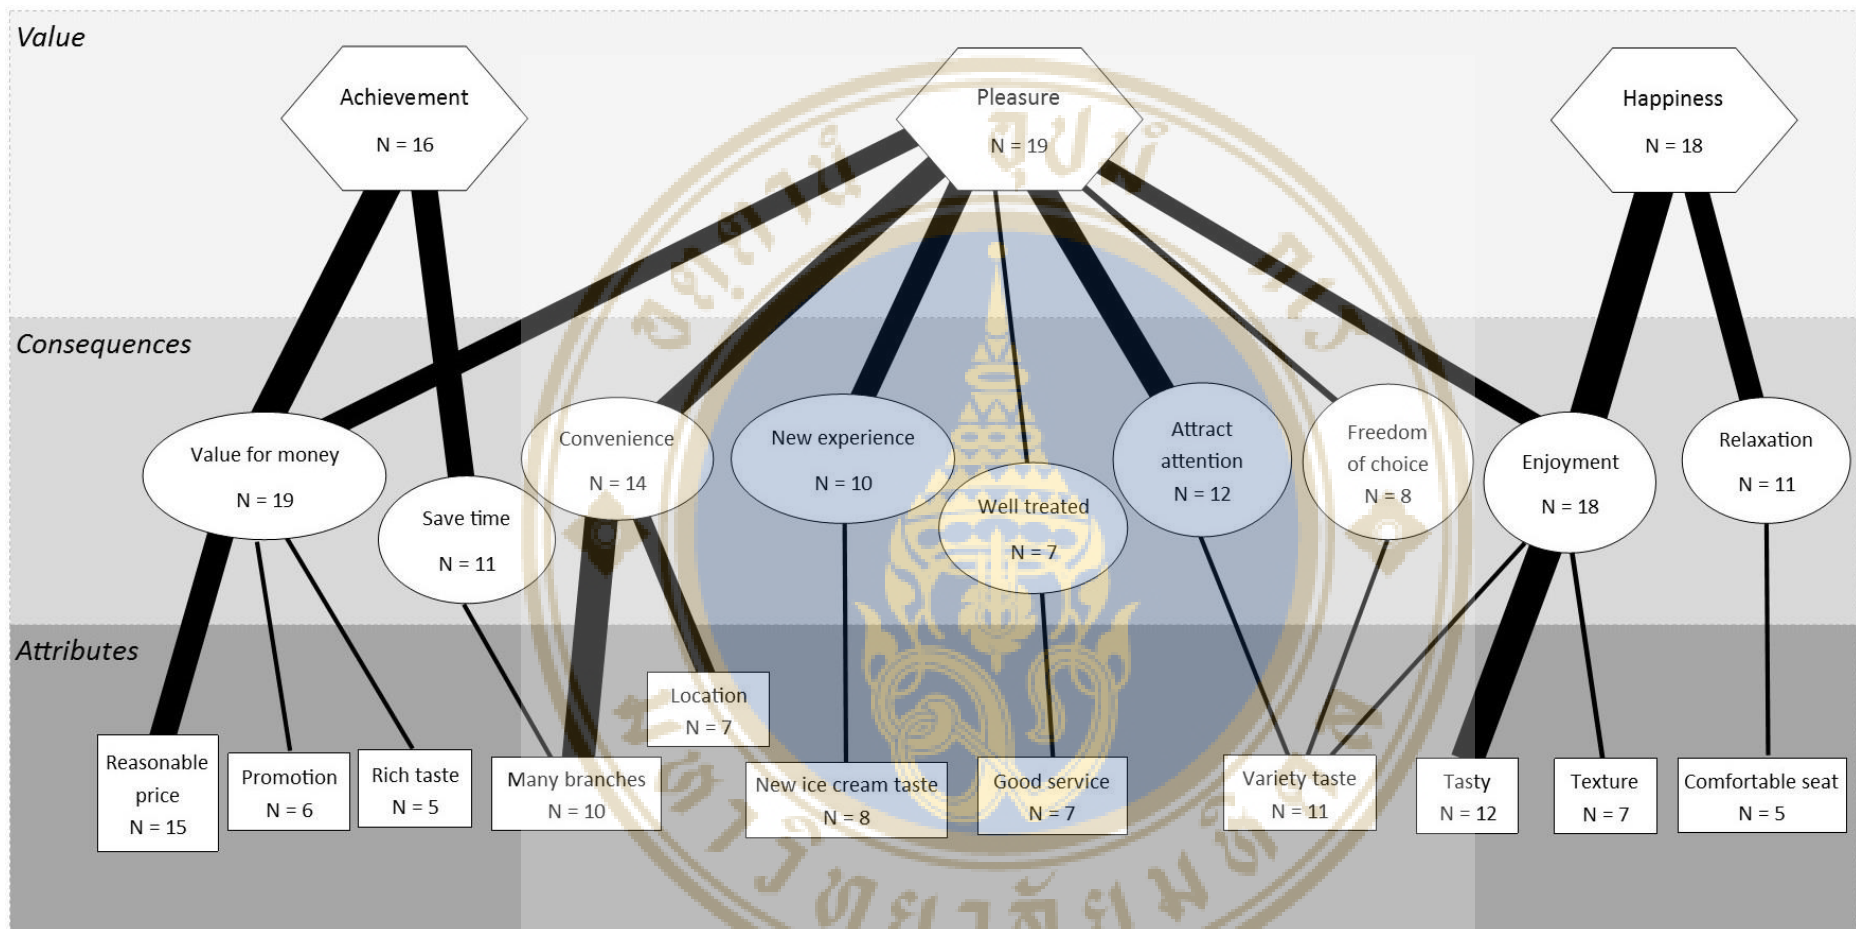 Value
Achievement
N = 16
Pleasure
N = 19
Happiness
N = 18
Consequences
Value for money
N = 19
Save time
N = 11
Convenience
N = 14
New experience
N = 10
Well treated
N = 7
Attract
attention
N = 12
Freedom
of choice
N = 8
Enjoyment
N = 18
Relaxation
N = 11
Attributes
Reasonable
price
N = 15
Promotion
N = 6
Rich taste
N = 5
Many branches
N = 10
Location
N = 7
New ice cream taste
N = 8
Good service
N = 7
Variety taste
N = 11
Tasty
N = 12
Texture
N = 7
Comfortable seat
N = 5